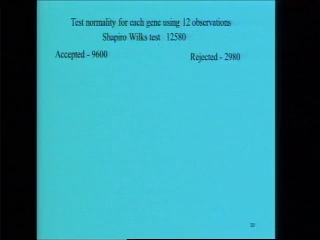 Test normality for each gene using 12 observations
Shapiro Wilks test 12580
Accepted - 9600
Rejected - 2980